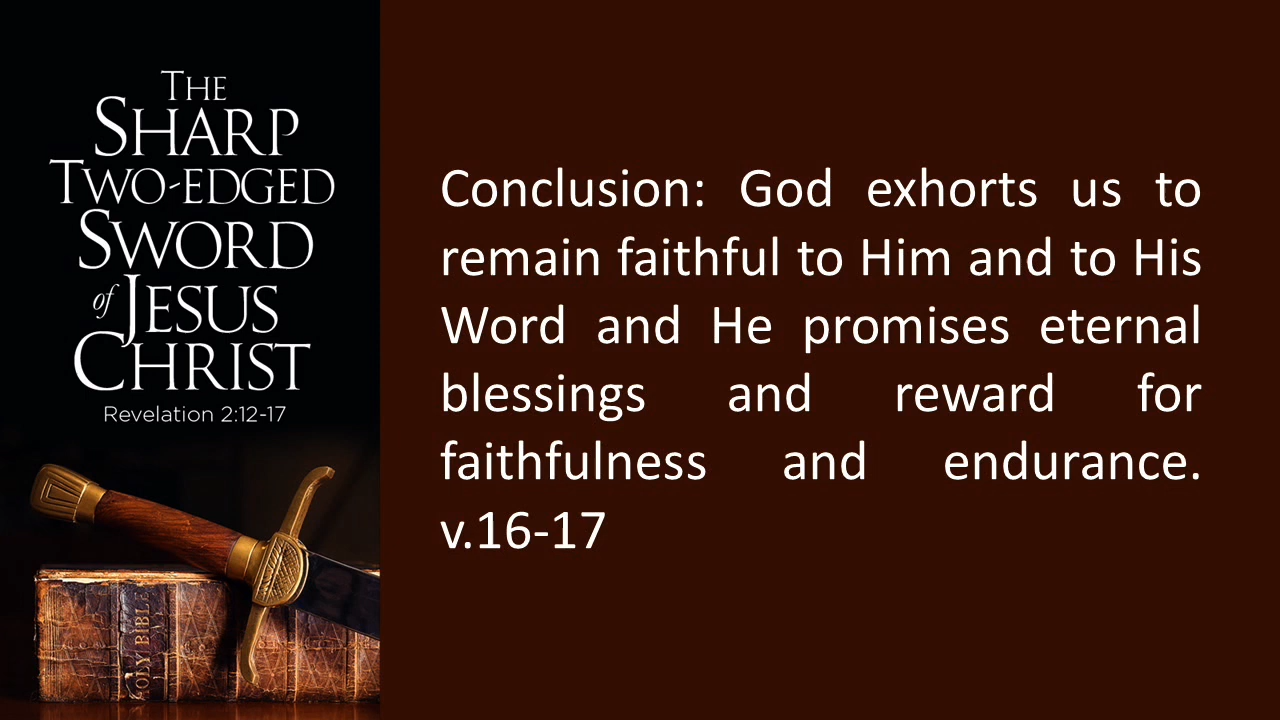 The
Sharp
Two-edged
Sword
of Jesus
Christ
Revelation 2:12-17
HOLY BIBLE
Conclusion: God exhorts us to
remain faithful to Him and to His
Word and He promises eternal
blessings and reward for
faithfulness and endurance.
v.16-17